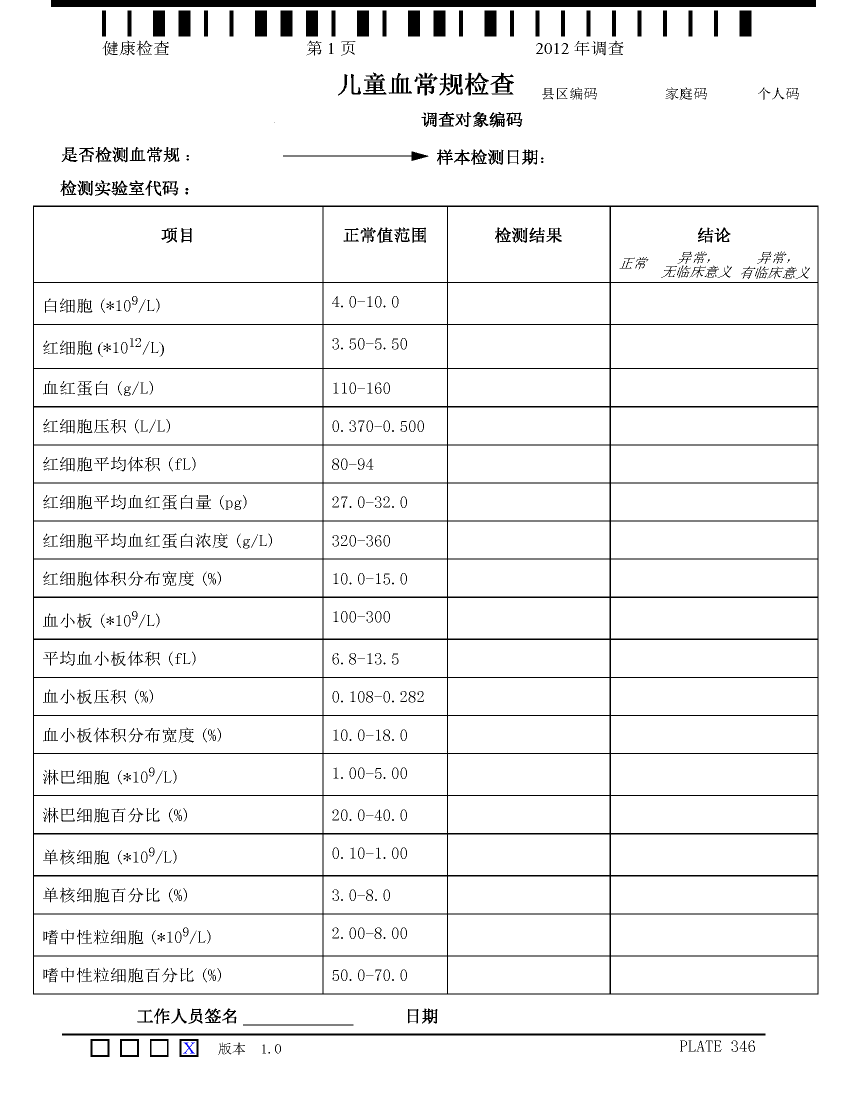 健康检查 第 1 页 2012 年调查
儿童血常规检查 县区编码 家庭码 个人码
调查对象编码
是否检测血常规： 样本检测日期：
检测实验室代码：
项目 正常值范围 检测结果 结论
正常 异常，无临床意义 异常，有临床意义
白细胞 (*10⁹/L) 4.0-10.0
红细胞 (*10¹²/L) 3.50-5.50
血红蛋白 (g/L) 110-160
红细胞压积 (L/L) 0.370-0.500
红细胞平均体积 (fL) 80-94
红细胞平均血红蛋白量 (pg) 27.0-32.0
红细胞平均血红蛋白浓度 (g/L) 320-360
红细胞体积分布宽度 (%) 10.0-15.0
血小板 (*10⁹/L) 100-300
平均血小板体积 (fL) 6.8-13.5
血小板压积 (%) 0.108-0.282
血小板体积分布宽度 (%) 10.0-18.0
淋巴细胞 (*10⁹/L) 1.00-5.00
淋巴细胞百分比 (%) 20.0-40.0
单核细胞 (*10⁹/L) 0.10-1.00
单核细胞百分比 (%) 3.0-8.0
嗜中性粒细胞 (*10⁹/L) 2.00-8.00
嗜中性粒细胞百分比 (%) 50.0-70.0
工作人员签名 日期
X 版本 1.0 PLATE 346